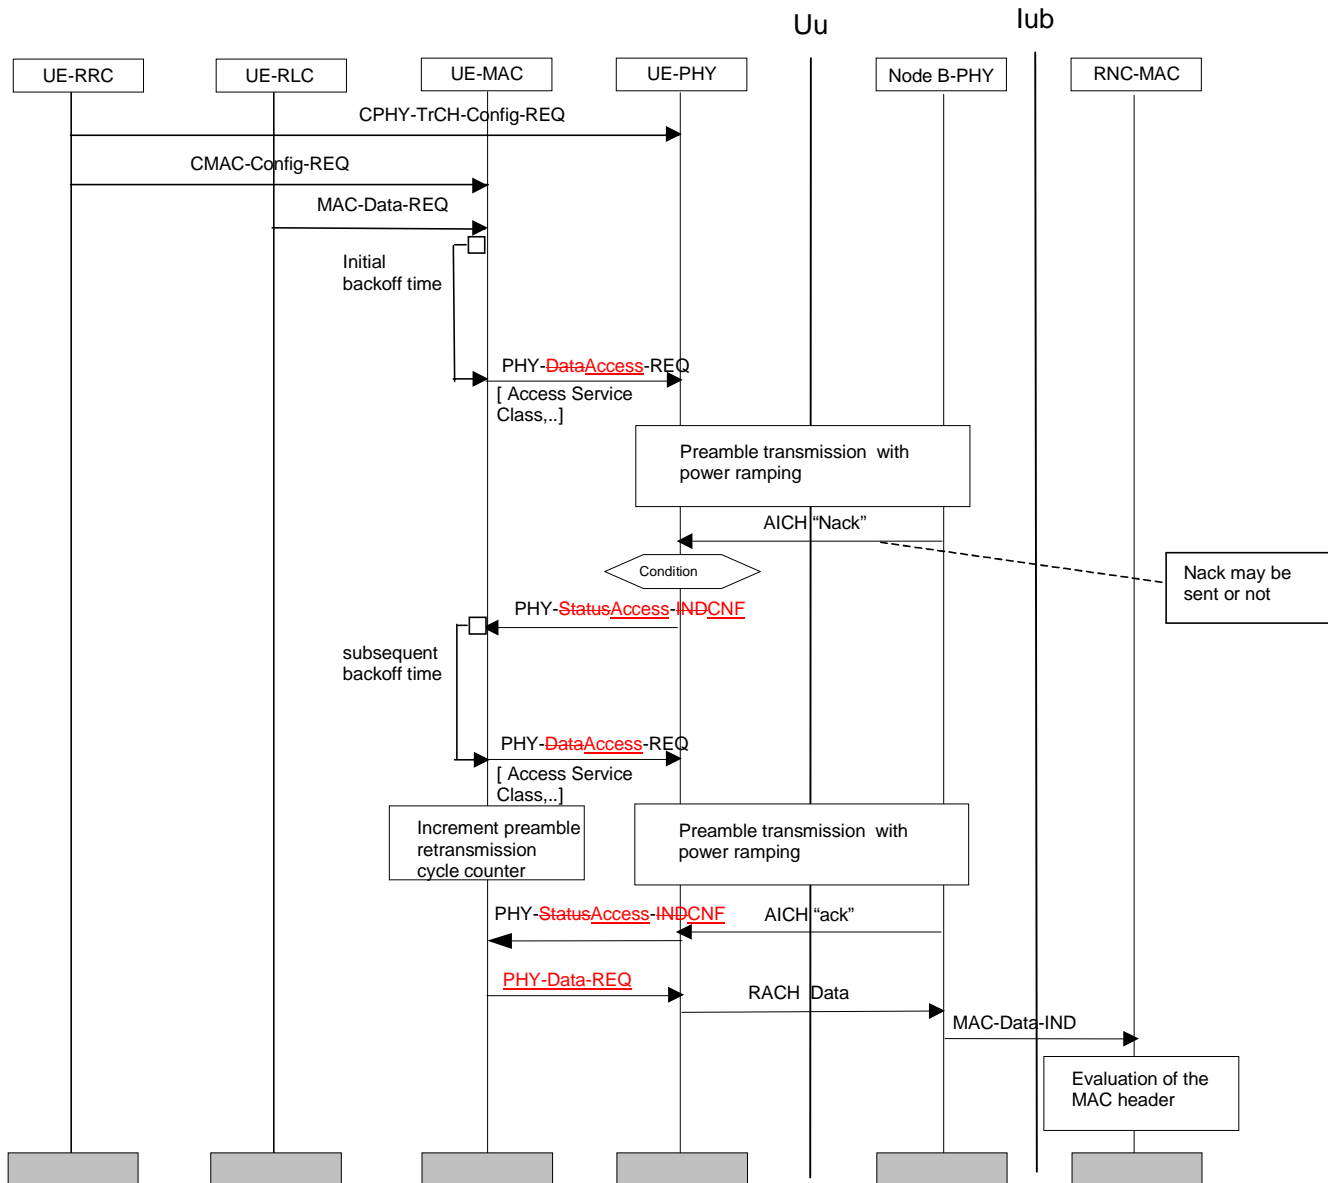 Uu
Iub
UE-RRC
UE-RLC
UE-MAC
UE-PHY
Node B-PHY
RNC-MAC
CPHY-TrCH-Config-REQ
CMAC-Config-REQ
MAC-Data-REQ
Initial
backoff time
PHY-DataAccess-REQ
[ Access Service
Class,..]
Preamble transmission with
power ramping
AICH “Nack”
Condition
Nack may be
sent or not
PHY-StatusAccess-INDCNF
subsequent
backoff time
PHY-DataAccess-REQ
[ Access Service
Class,..]
Increment preamble
retransmission
cycle counter
Preamble transmission with
power ramping
PHY-StatusAccess-INDCNF
AICH “ack”
PHY-Data-REQ
RACH Data
MAC-Data-IND
Evaluation of the
MAC header